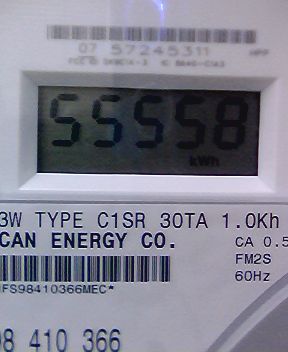 07 57245311
55558
kWh
3W TYPE C1SR 30TA 1.0Kh
CAN ENERGY CO.
CA 0.5
FM2S
60Hz
IFS98410366MEC*
98 410 366